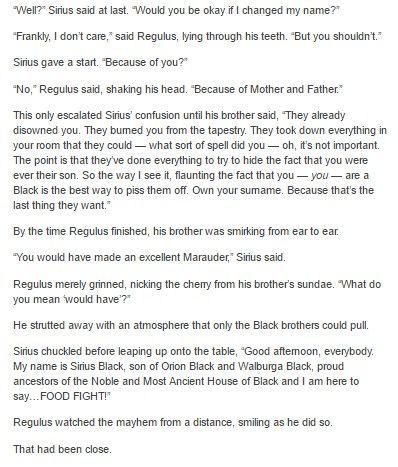 “Well?” Sirius said at last. “Would you be okay if I changed my name?”
“Frankly, I don’t care,” said Regulus, lying through his teeth. “But you shouldn’t.”
Sirius gave a start. “Because of you?”
“No,” Regulus said, shaking his head. “Because of Mother and Father.”
This only escalated Sirius’ confusion until his brother said, “They already
disowned you. They burned you from the tapestry. They took down everything in
your room that they could — what sort of spell did you — oh, it’s not important.
The point is that they’ve done everything to try to hide the fact that you were
ever their son. So the way I see it, flaunting the fact that you — you — are a
Black is the best way to piss them off. Own your surname. Because that’s the
last thing they want.”
By the time Regulus finished, his brother was smirking from ear to ear.
“You would have made an excellent Marauder,” Sirius said.
Regulus merely grinned, nicking the cherry from his brother’s sundae. “What do
you mean ‘would have’?”
He strutted away with an atmosphere that only the Black brothers could pull.
Sirius chuckled before leaping up onto the table, “Good afternoon, everybody.
My name is Sirius Black, son of Orion Black and Walburga Black, proud
ancestors of the Noble and Most Ancient House of Black and I am here to
say…FOOD FIGHT!”
Regulus watched the mayhem from a distance, smiling as he did so.
That had been close.